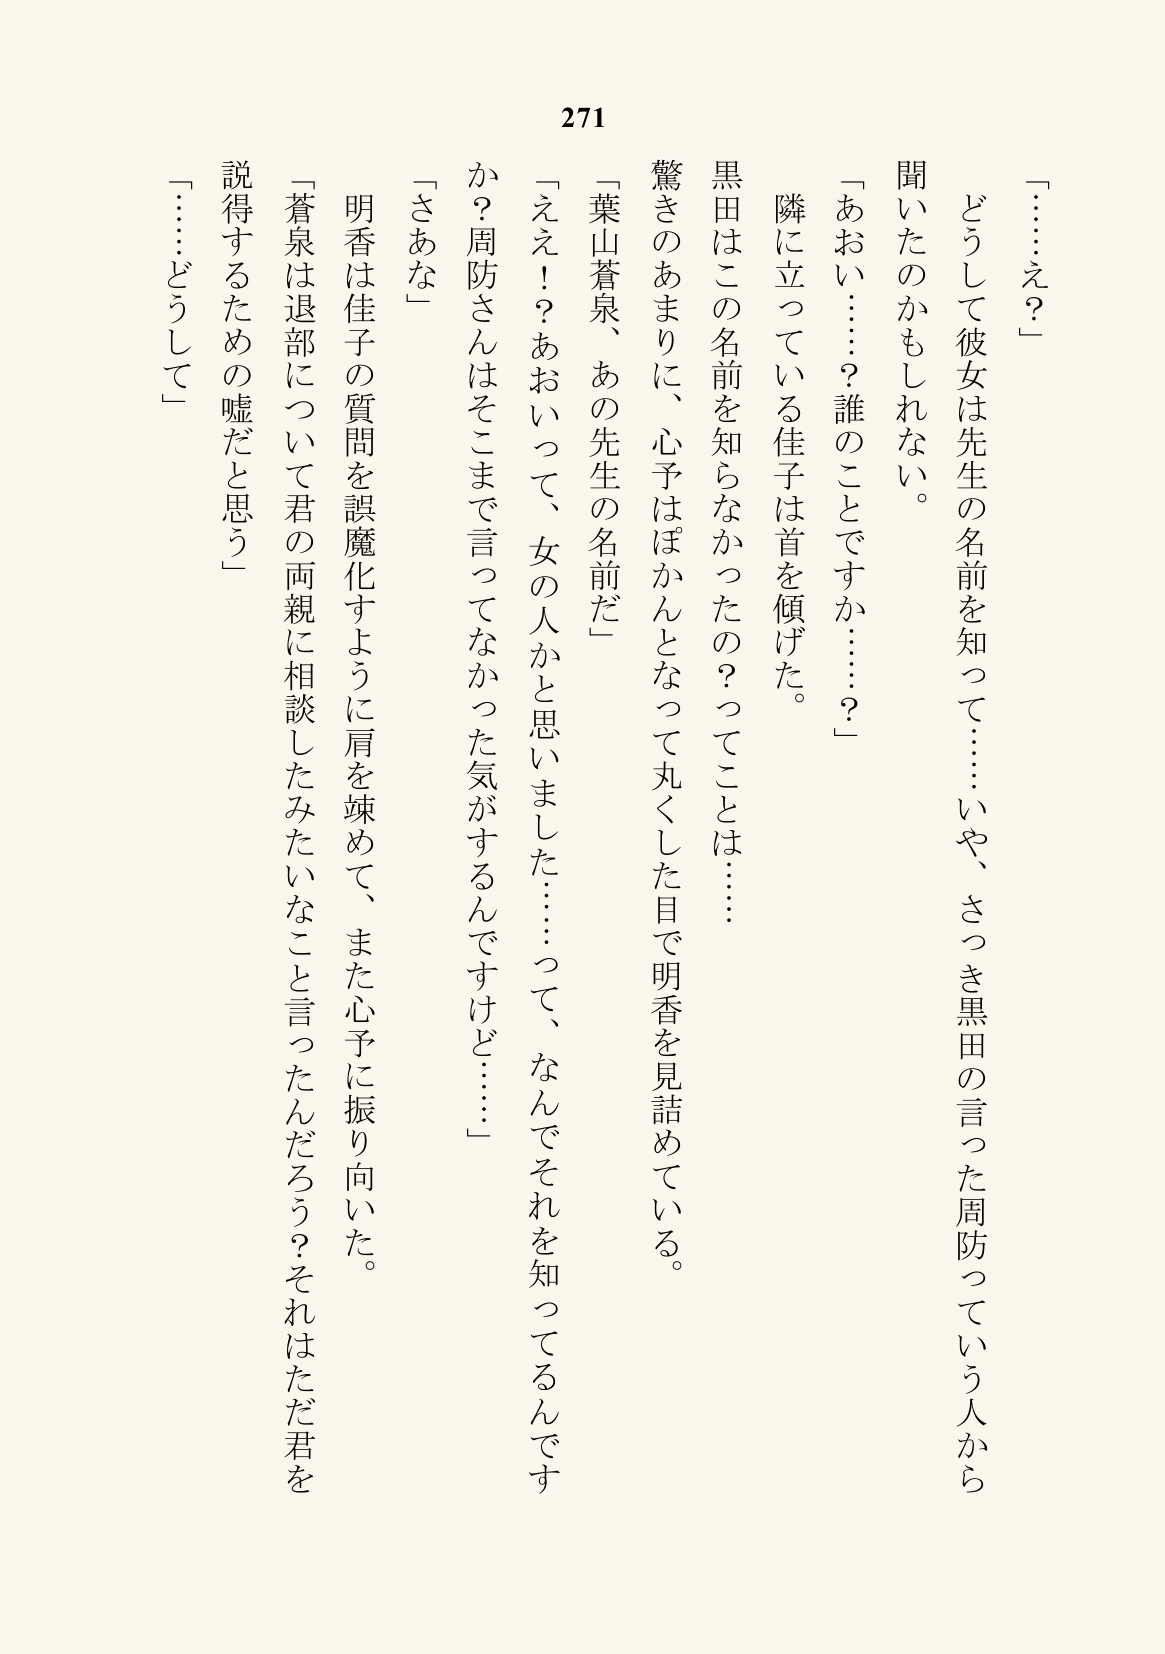 271
「……え？」
　どうして彼女は先生の名前を知って……いや、さっき黒田の言った周防っていう人から
聞いたのかもしれない。
「あおい……？誰のことですか……？」
　隣に立っている佳子は首を傾げた。
黒田はこの名前を知らなかったの？ってことは……
驚きのあまりに、心予はぽかんとなって丸くした目で明香を見詰めている。
「葉山蒼泉、あの先生の名前だ」
「ええ！？あおいって、女の人かと思いました……って、なんでそれを知ってるんです
か？周防さんはそこまで言ってなかった気がするんですけど……」
「さあな」
　明香は佳子の質問を誤魔化すように肩を竦めて、また心予に振り向いた。
「蒼泉は退部について君の両親に相談したみたいなこと言ったんだろう？それはただ君を
説得するための嘘だと思う」
「……どうして」